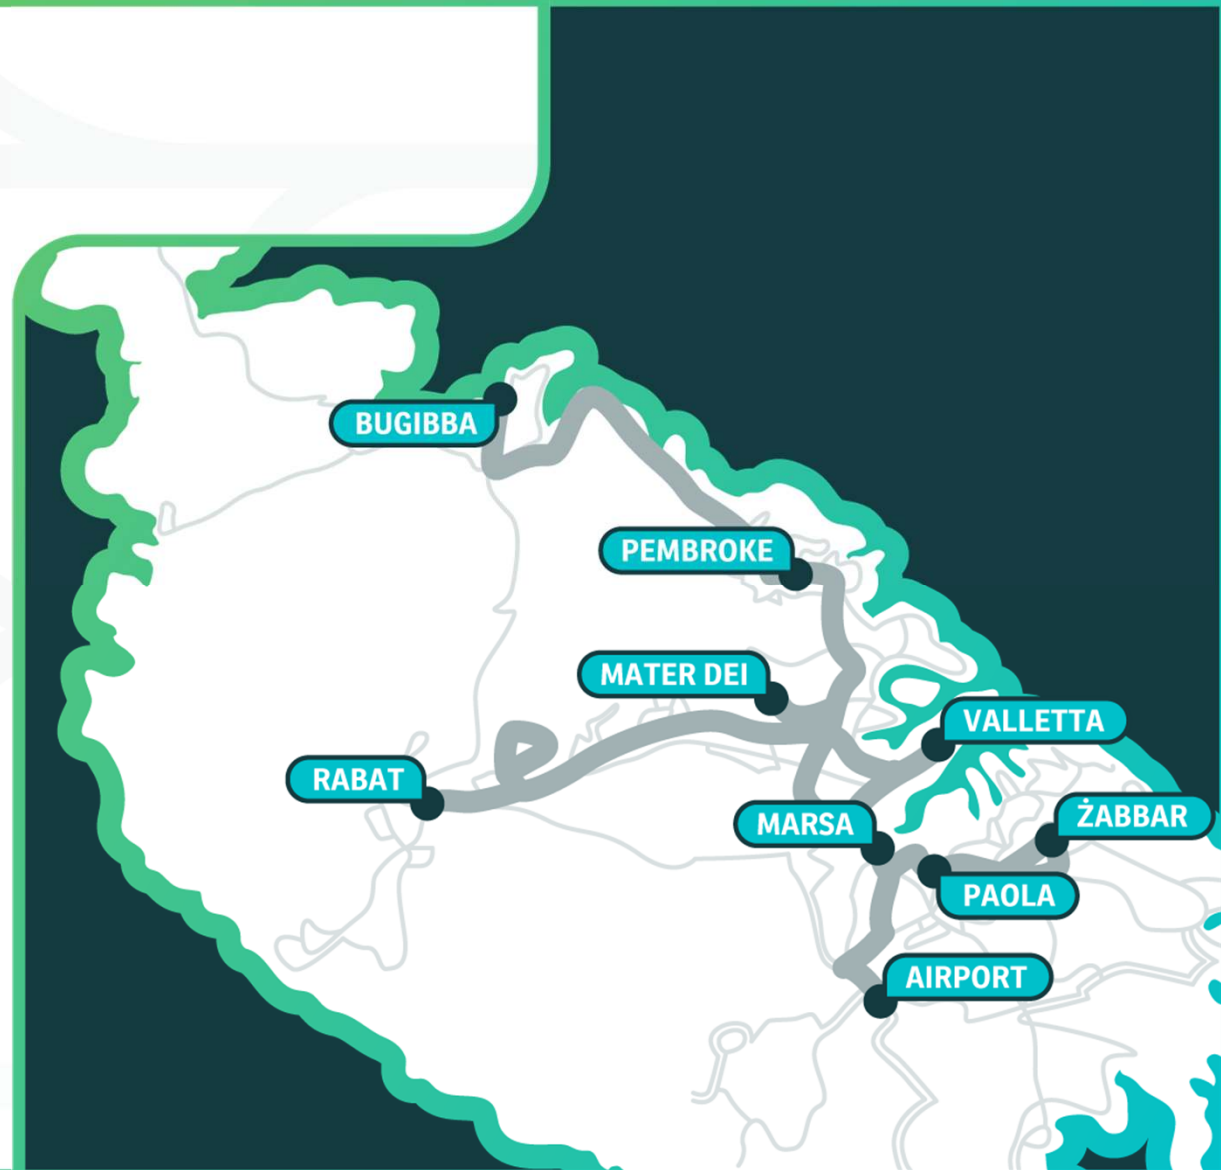 BUGIBBA
PEMBROKE
MATER DEI
VALLETTA
RABAT
MARSA
ŻABBAR
PAOLA
AIRPORT